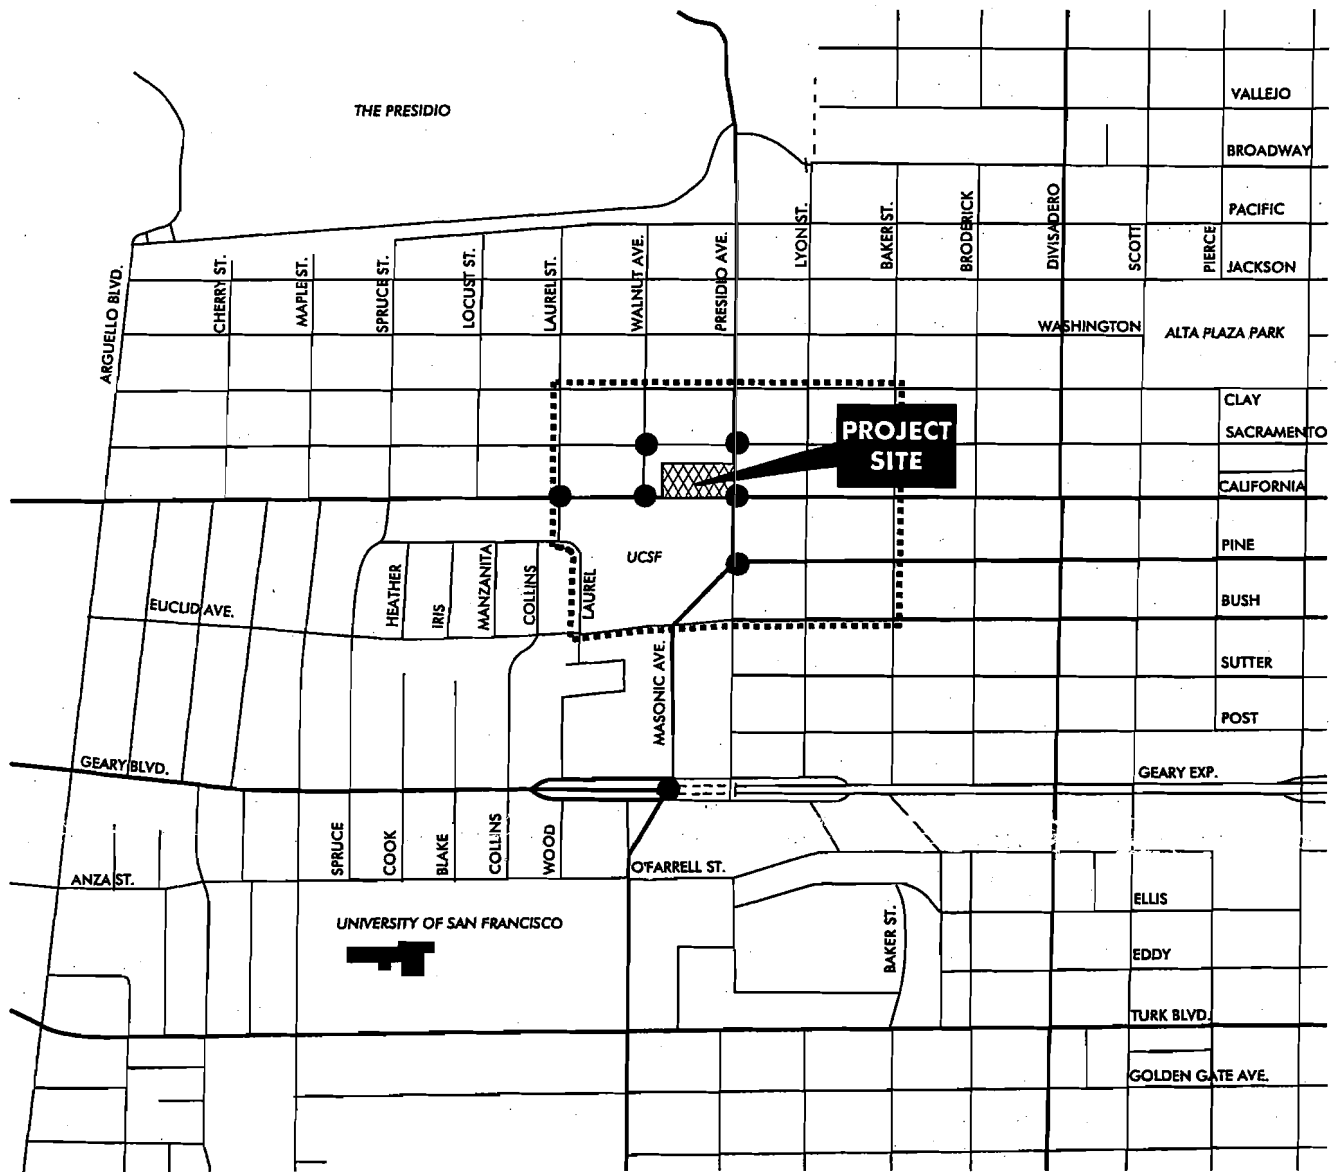 THE PRESIDIO
VALLEJO
BROADWAY
PACIFIC
JACKSON
ARGUELLO BLVD.
CHERRY ST.
MAPLE ST.
SPRUCE ST.
LOCUST ST.
LAUREL ST.
WALNUT AVE.
PRESIDIO AVE.
LYON ST.
BAKER ST.
BRODERICK
DIVISADERO
SCOTT
PIERCE
WASHINGTON
ALTA PLAZA PARK
CLAY
SACRAMENTO
PROJECT
SITE
CALIFORNIA
PINE
UCSF
HEATHER
IRIS
MANZANITA
COLLINS
LAUREL
EUCLID AVE.
BUSH
SUTTER
MASONIC AVE.
POST
GEARY BLVD.
GEARY EXP.
SPRUCE
COOK
BLAKE
COLLINS
WOOD
O'FARRELL ST.
ANZA ST.
ELLIS
UNIVERSITY OF SAN FRANCISCO
BAKER ST.
EDDY
TURK BLVD.
GOLDEN GATE AVE.